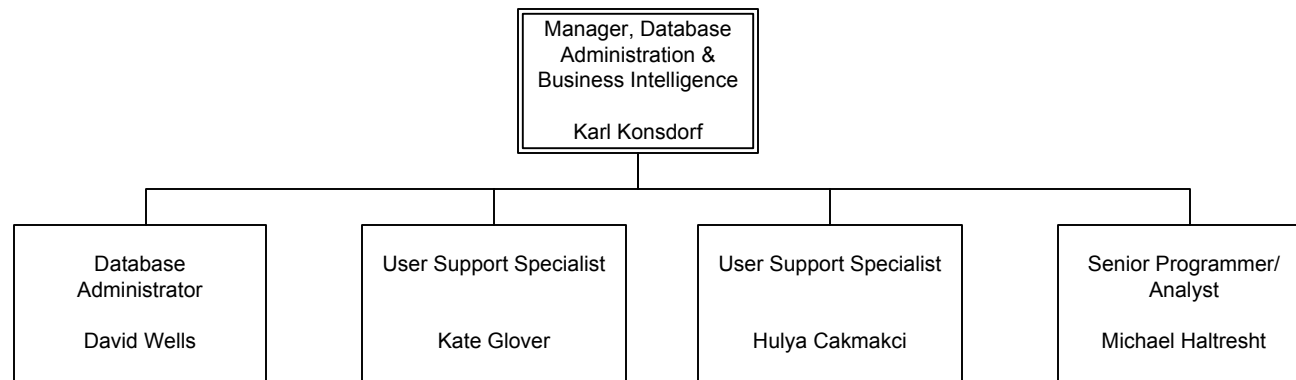 Manager, Database
Administration &
Business Intelligence
Karl Konsdorf
Database
Administrator
David Wells
User Support Specialist
Kate Glover
User Support Specialist
Hulya Cakmakci
Senior Programmer/
Analyst
Michael Haltresht